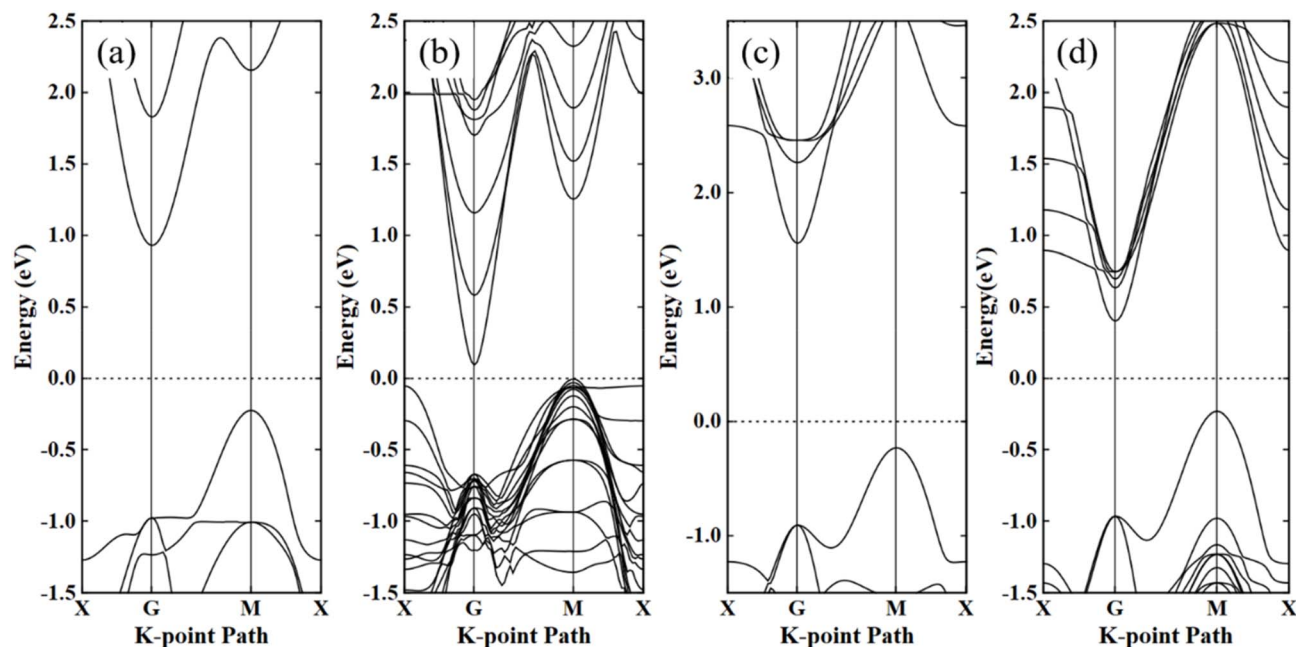 (a)
2.5
2.0
1.5
1.0
0.5
0.0
-0.5
-1.0
-1.5
Energy (eV)
X G M X
K-point Path
(b)
2.5
2.0
1.5
1.0
0.5
0.0
-0.5
-1.0
-1.5
Energy (eV)
X G M X
K-point Path
(c)
3.0
2.0
1.0
0.0
-1.0
Energy (eV)
X G M X
K-point Path
(d)
2.5
2.0
1.5
1.0
0.5
0.0
-0.5
-1.0
-1.5
Energy(eV)
X G M X
K-point Path